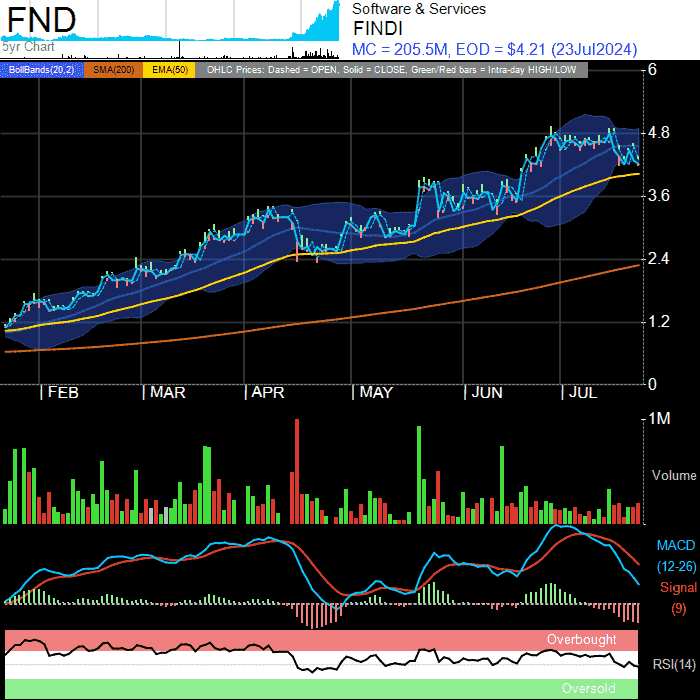 FND
5yr Chart
Software & Services
FINDI
MC = 205.5M, EOD = $4.21 (23Jul2024)
BollBands(20,2) SMA(200) EMA(50) OHLC Prices: Dashed = OPEN, Solid = CLOSE, Green/Red bars = Intra-day HIGH/LOW
6
4.8
3.6
2.4
1.2
0
| FEB | MAR | APR | MAY | JUN | JUL
1M
Volume
MACD
(12-26)
Signal
(9)
Overbought
RSI(14)
Oversold